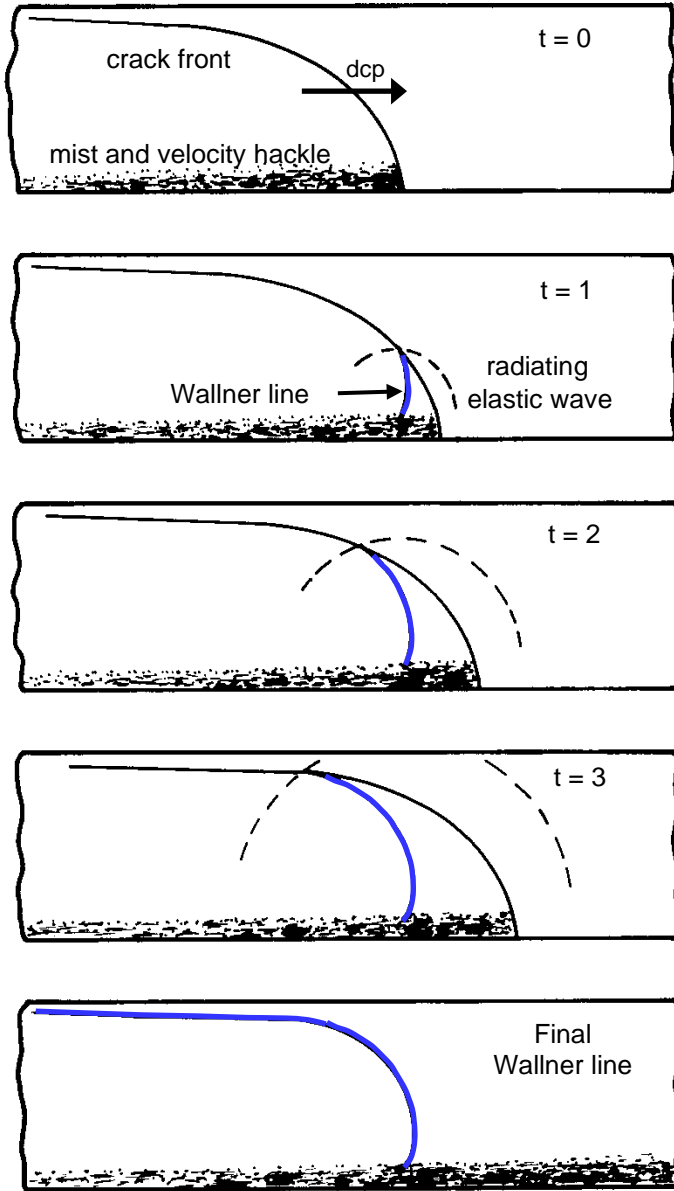 t = 0
crack front
dcp
mist and velocity hackle
t = 1
radiating
Wallner line
elastic wave
t = 2
t = 3
Final
Wallner line